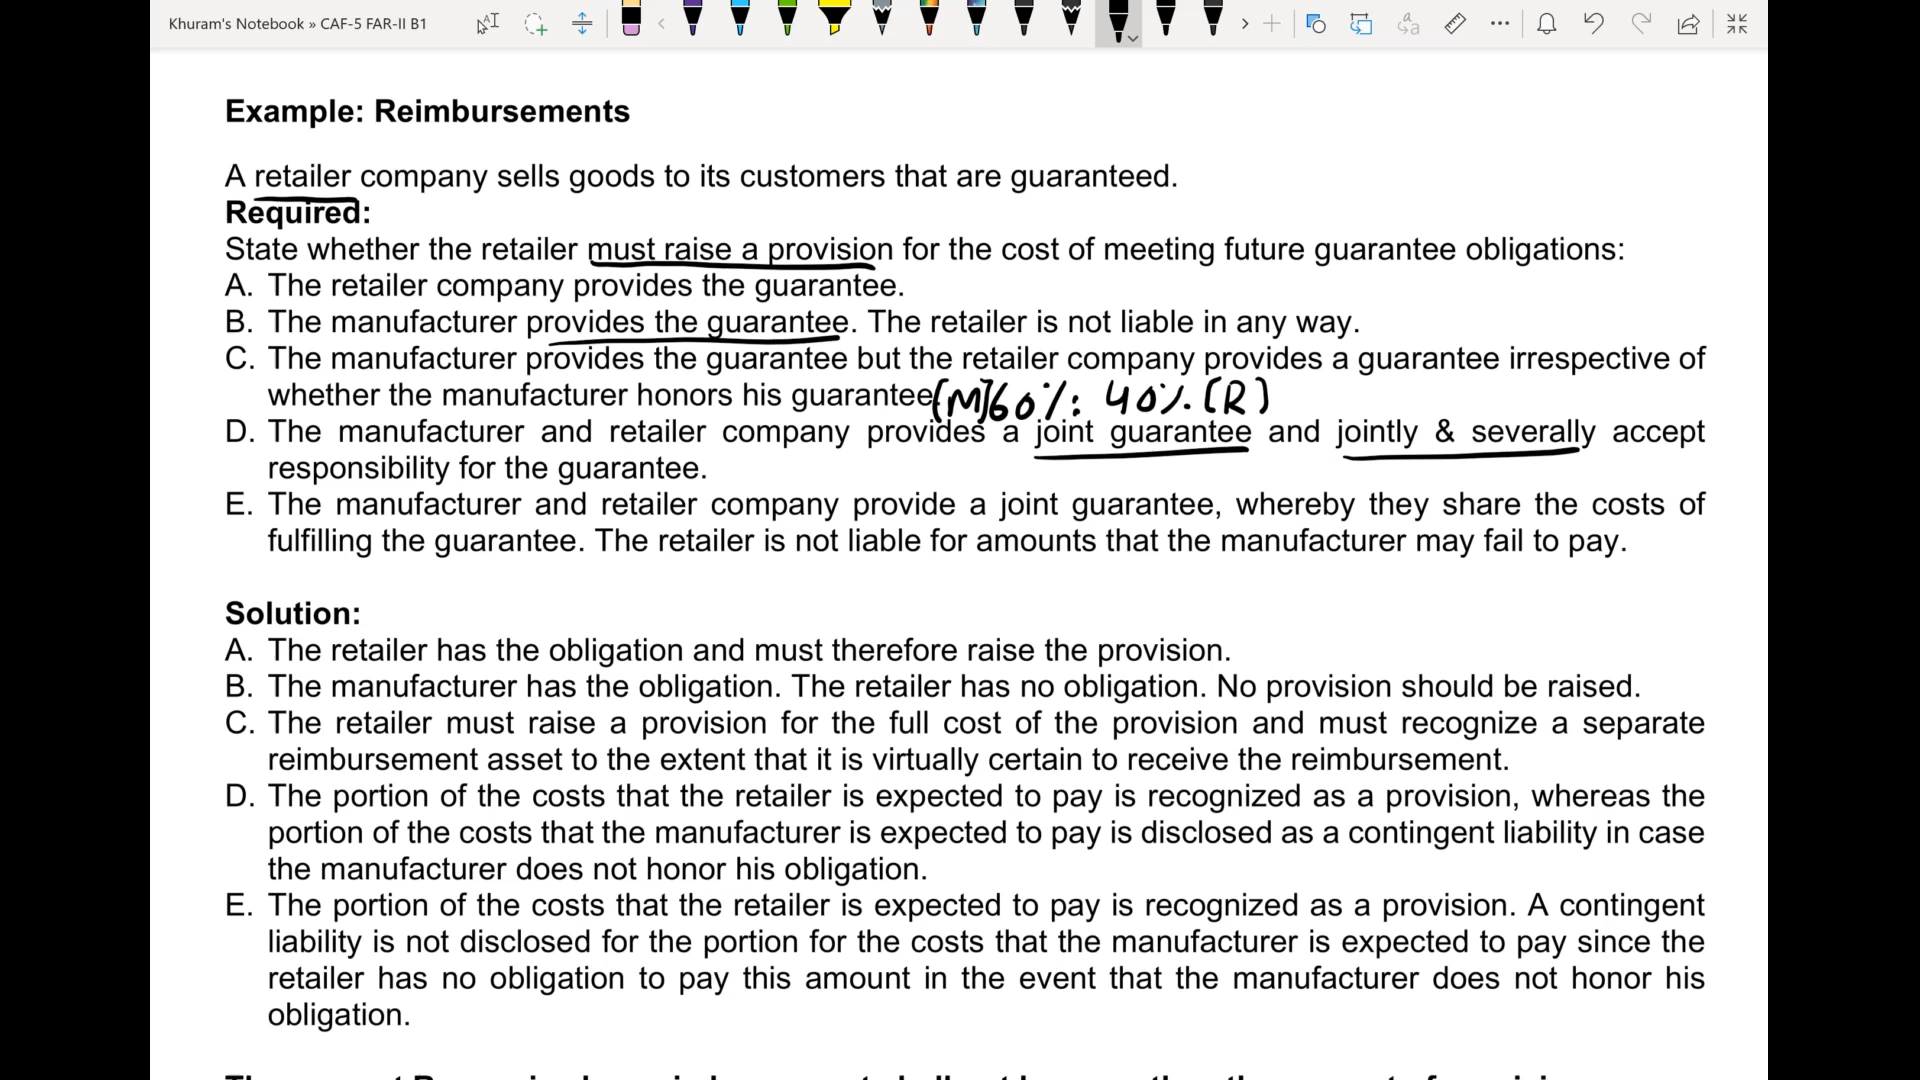 Khuram's Notebook » CAF-5 FAR-II B1
Example: Reimbursements
A retailer company sells goods to its customers that are guaranteed.
Required:
State whether the retailer must raise a provision for the cost of meeting future guarantee obligations:
A. The retailer company provides the guarantee.
B. The manufacturer provides the guarantee. The retailer is not liable in any way.
C. The manufacturer provides the guarantee but the retailer company provides a guarantee irrespective of
whether the manufacturer honors his guarantee
(M) 60%: 40%. (R)
D. The manufacturer and retailer company provides a joint guarantee and jointly & severally accept
responsibility for the guarantee.
E. The manufacturer and retailer company provide a joint guarantee, whereby they share the costs of
fulfilling the guarantee. The retailer is not liable for amounts that the manufacturer may fail to pay.
Solution:
A. The retailer has the obligation and must therefore raise the provision.
B. The manufacturer has the obligation. The retailer has no obligation. No provision should be raised.
C. The retailer must raise a provision for the full cost of the provision and must recognize a separate
reimbursement asset to the extent that it is virtually certain to receive the reimbursement.
D. The portion of the costs that the retailer is expected to pay is recognized as a provision, whereas the
portion of the costs that the manufacturer is expected to pay is disclosed as a contingent liability in case
the manufacturer does not honor his obligation.
E. The portion of the costs that the retailer is expected to pay is recognized as a provision. A contingent
liability is not disclosed for the portion for the costs that the manufacturer is expected to pay since the
retailer has no obligation to pay this amount in the event that the manufacturer does not honor his
obligation.